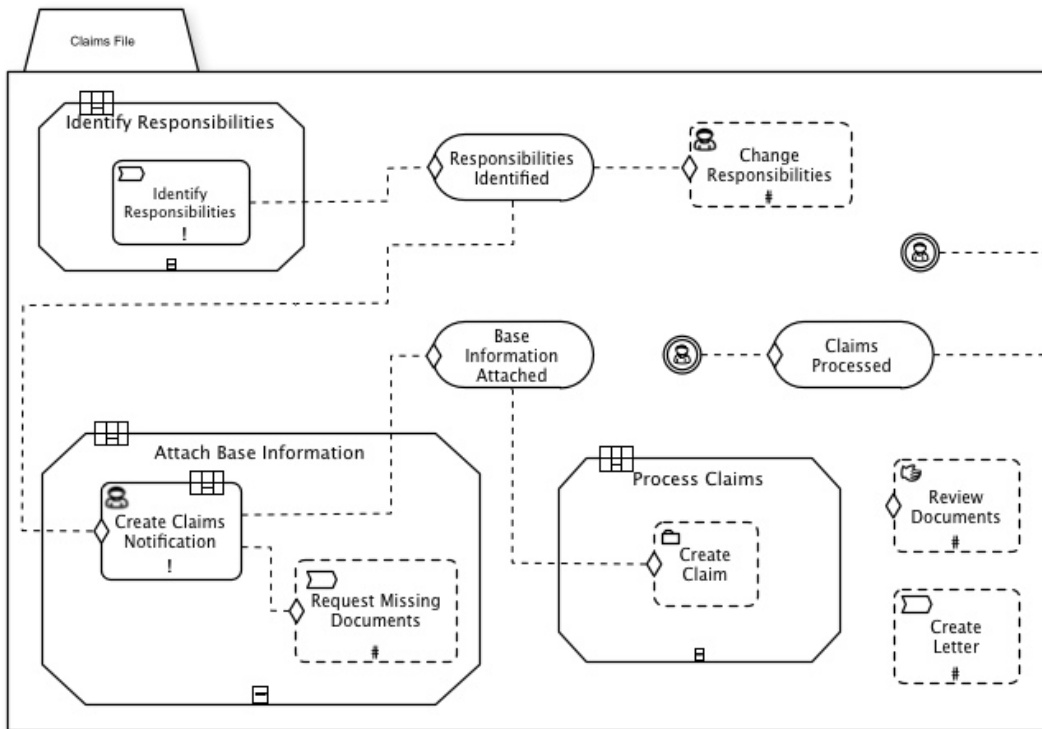 Claims File
Identify Responsibilities
Identify
Responsibilities
!
Responsibilities
Identified
Change
Responsibilities
#
Base
Information
Attached
Claims
Processed
Attach Base Information
Create Claims
Notification
!
Request Missing
Documents
#
Process Claims
Create
Claim
Review
Documents
#
Create
Letter
#